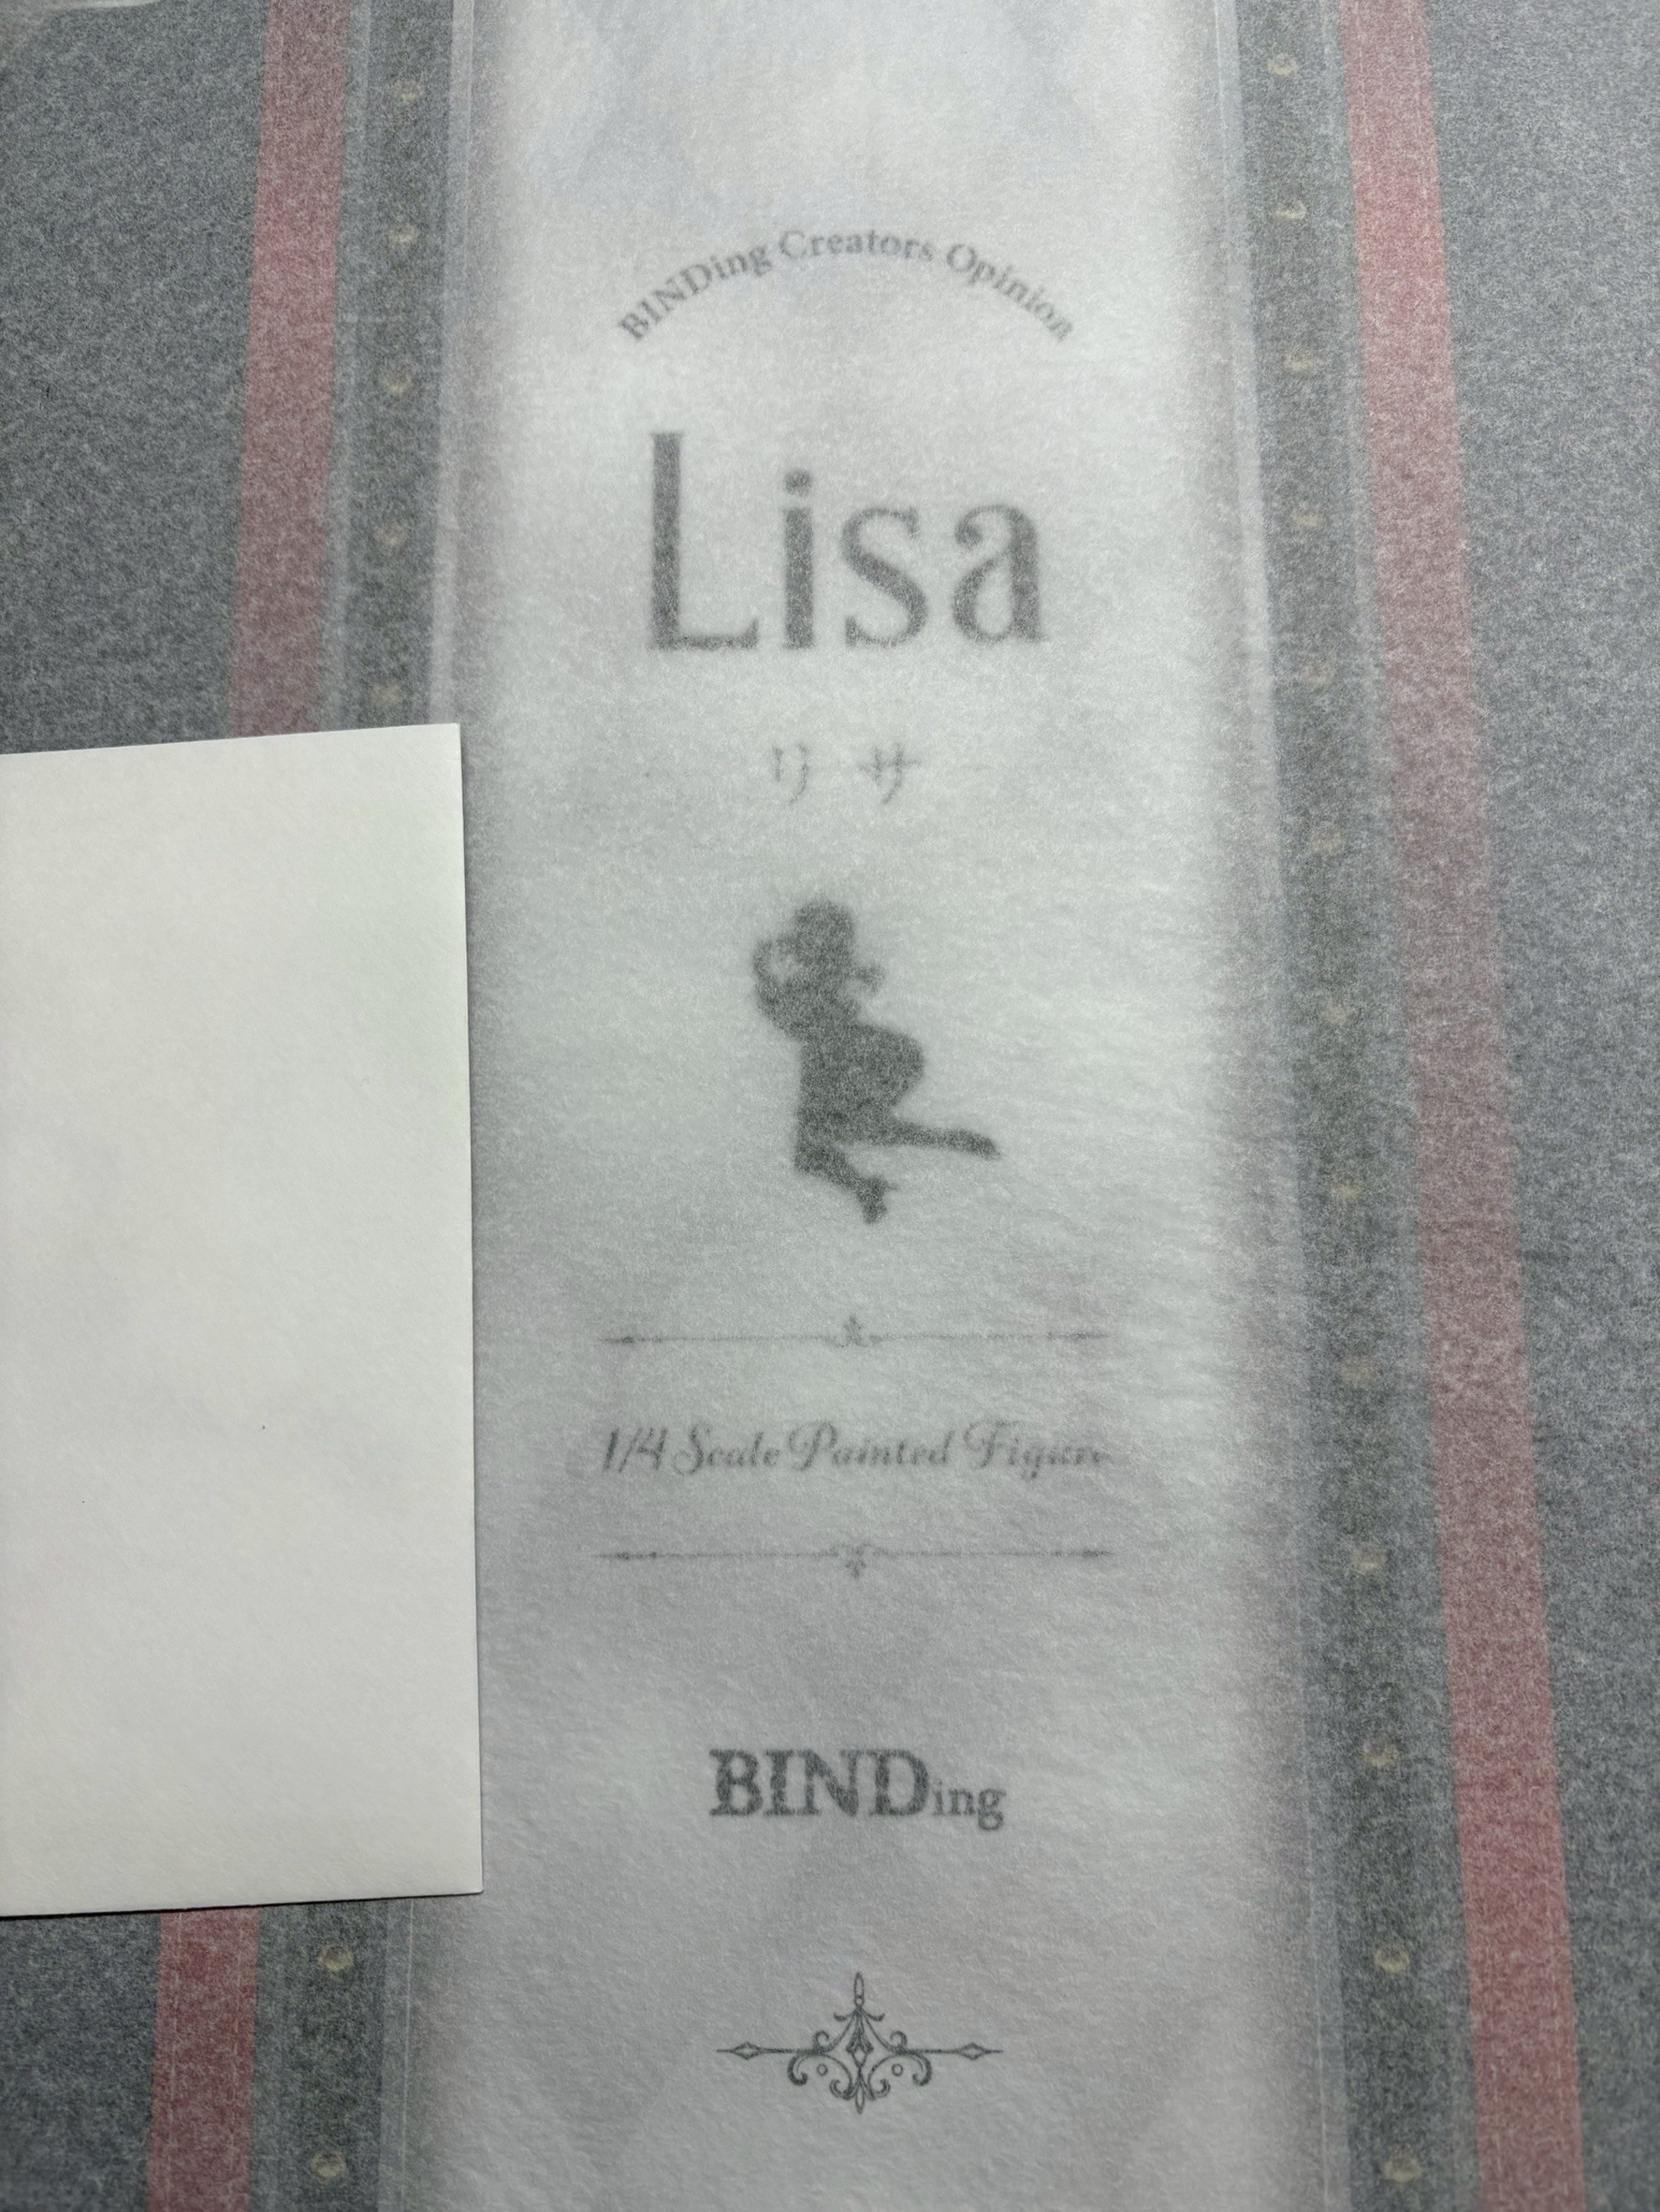 BINDing Creators Opinion
Lisa
リサ
1/4 Scale Painted Figure
BINDing